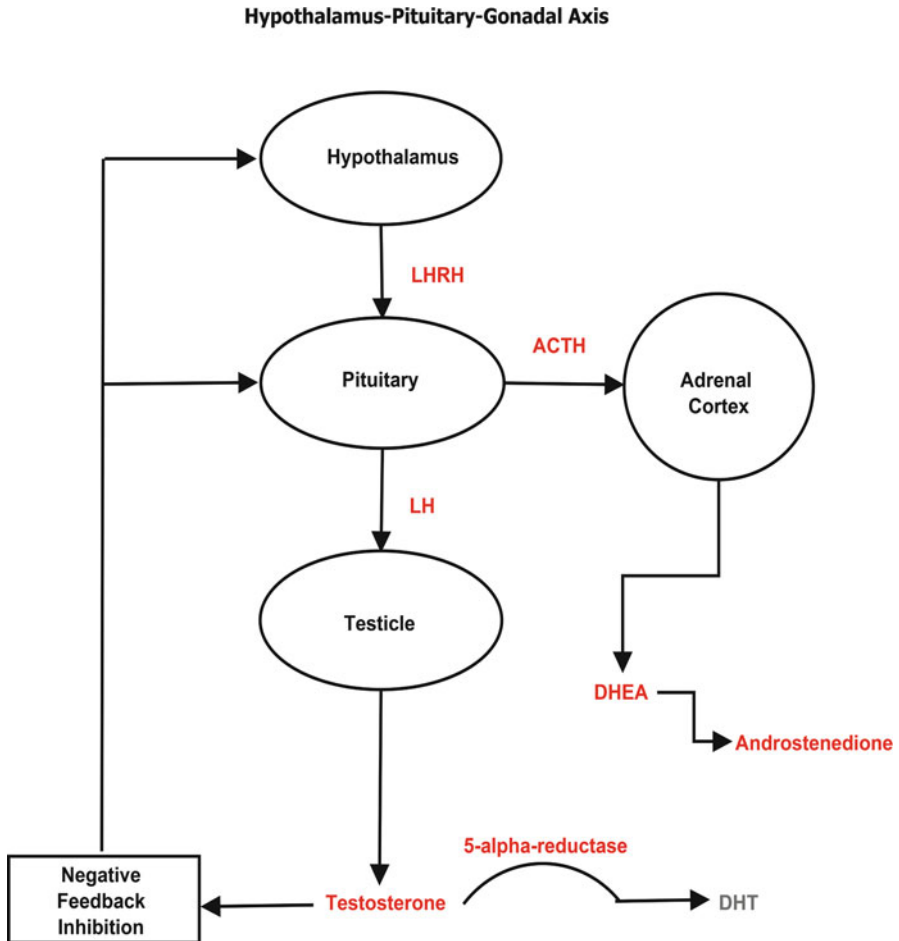 Hypothalamus-Pituitary-Gonadal Axis
Hypothalamus
LHRH
ACTH
Pituitary
Adrenal
Cortex
LH
Testicle
DHEA
Androstenedione
5-alpha-reductase
Negative
Feedback
Inhibition
Testosterone
DHT